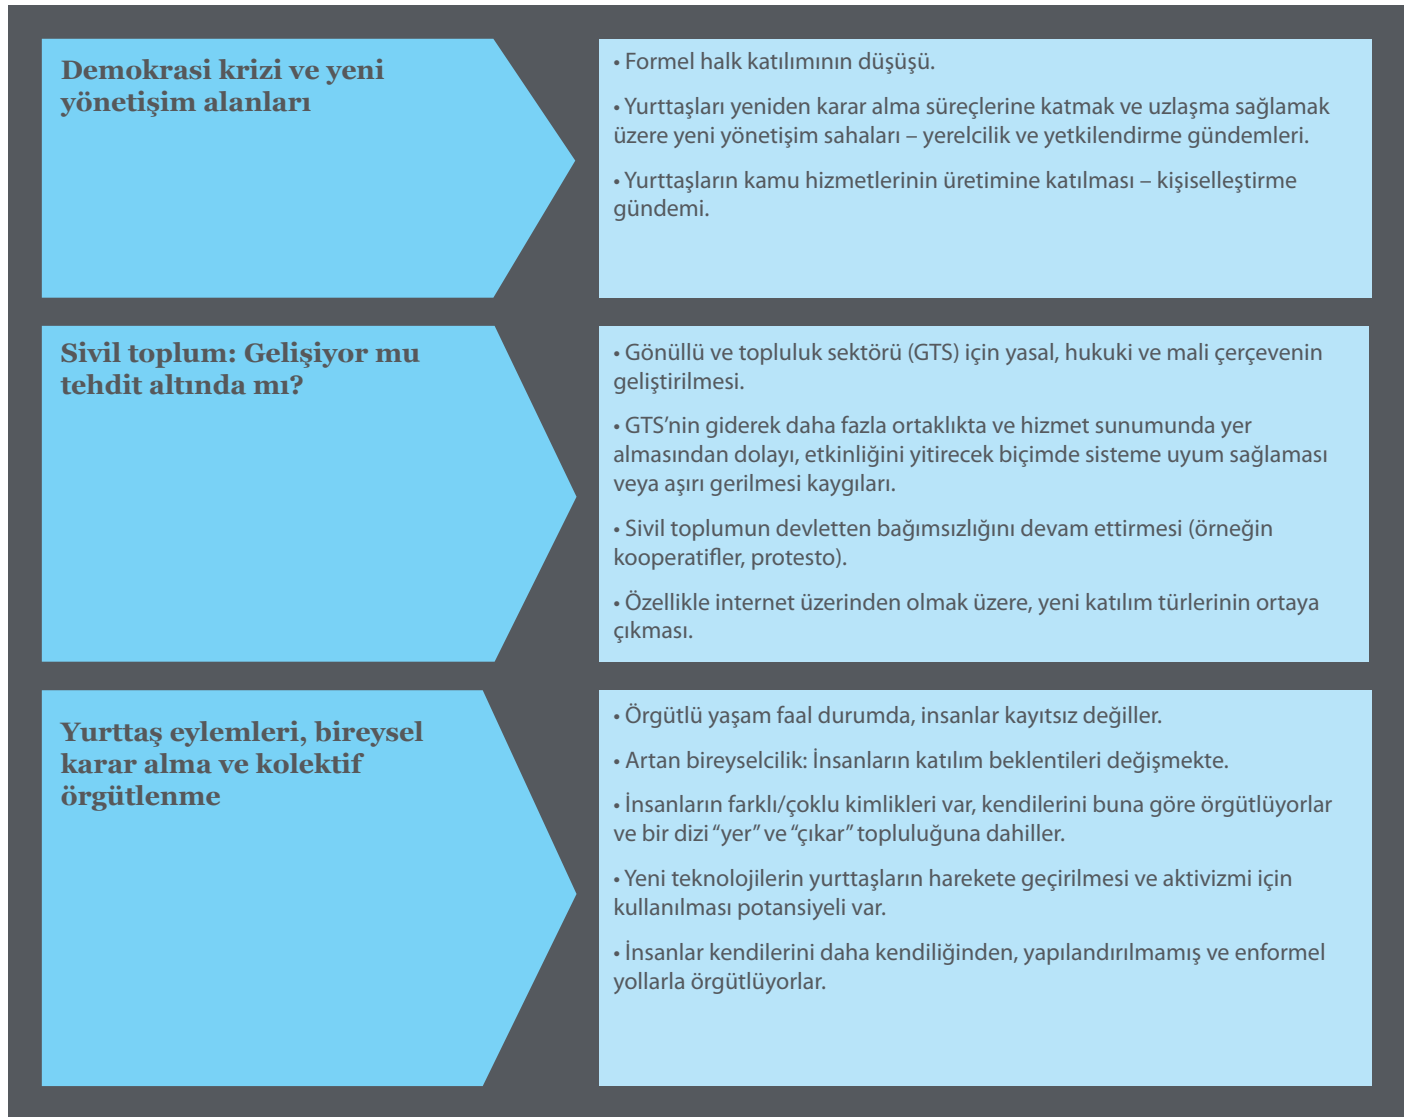 Demokrasi krizi ve yeni
yönetişim alanları
• Formel halk katılımının düşüşü.
• Yurttaşları yeniden karar alma süreçlerine katmak ve uzlaşma sağlamak
üzere yeni yönetişim sahaları – yerelcilik ve yetkilendirme gündemleri.
• Yurttaşların kamu hizmetlerinin üretimine katılması – kişiselleştirme
gündemi.
Sivil toplum: Gelişiyor mu
tehdit altında mı?
• Gönüllü ve topluluk sektörü (GTS) için yasal, hukuki ve mali çerçevenin
geliştirilmesi.
• GTS’nin giderek daha fazla ortaklıkta ve hizmet sunumunda yer
almasından dolayı, etkinliğini yitirecek biçimde sisteme uyum sağlaması
veya aşırı gerilmesi kaygıları.
• Sivil toplumun devletten bağımsızlığını devam ettirmesi (örneğin
kooperatifler, protesto).
• Özellikle internet üzerinden olmak üzere, yeni katılım türlerinin ortaya
çıkması.
Yurttaş eylemleri, bireysel
karar alma ve kolektif
örgütlenme
• Örgütlü yaşam faal durumda, insanlar kayıtsız değiller.
• Artan bireyselcilik: İnsanların katılım beklentileri değişmekte.
• İnsanların farklı/çoklu kimlikleri var, kendilerini buna göre örgütlüyorlar
ve bir dizi “yer” ve “çıkar” topluluğuna dahiller.
• Yeni teknolojilerin yurttaşların harekete geçirilmesi ve aktivizmi için
kullanılması potansiyeli var.
• İnsanlar kendilerini daha kendiliğinden, yapılandırılmamış ve enformel
yollarla örgütlüyorlar.